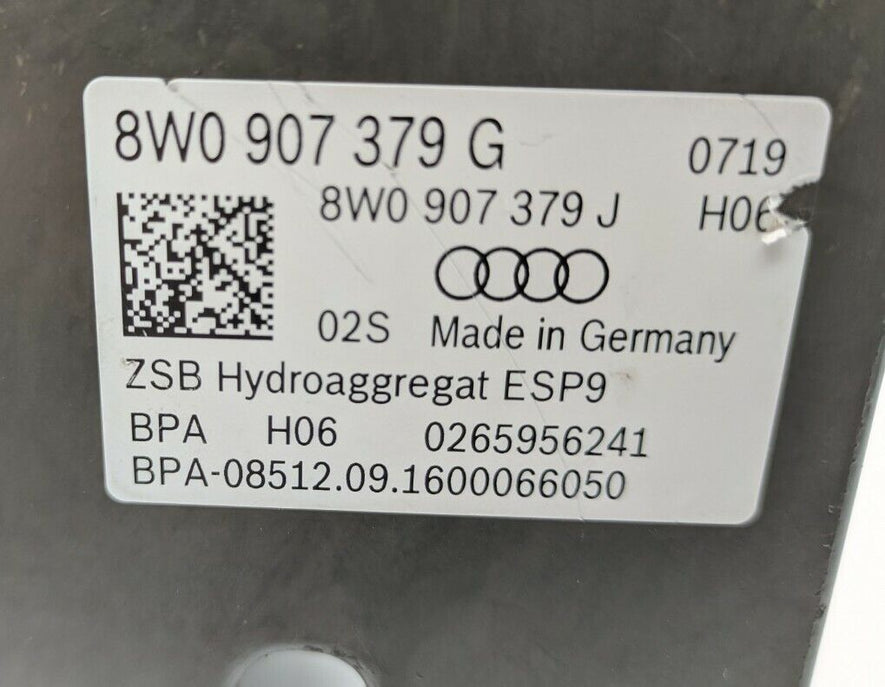 8W0 907 379 G 0719
8W0 907 379 J H06
02S Made in Germany
ZSB Hydroaggregat ESP9
BPA H06 0265956241
BPA-08512.09.1600066050